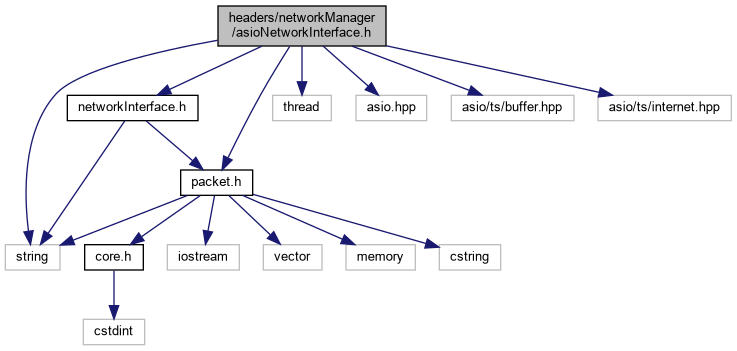 headers/networkManager
/asioNetworkInterface.h
networkInterface.h
thread
asio.hpp
asio/ts/buffer.hpp
asio/ts/internet.hpp
packet.h
string
core.h
iostream
vector
memory
cstring
cstdint